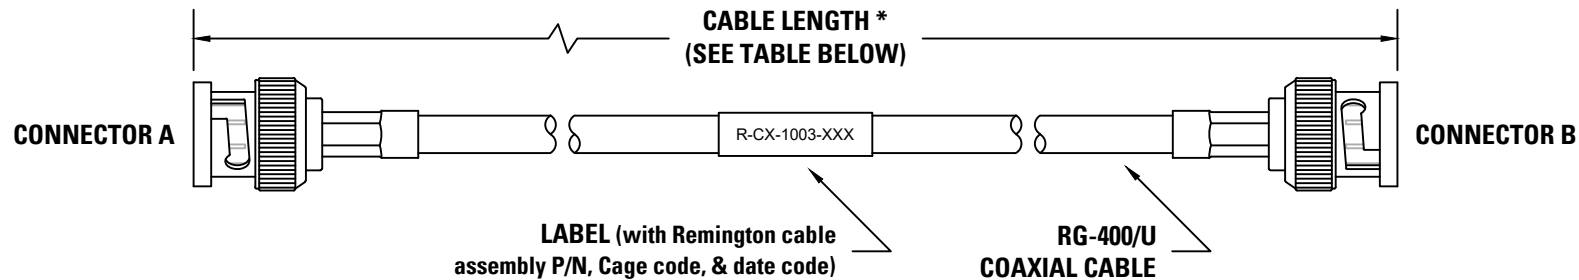 CABLE LENGTH *
(SEE TABLE BELOW)
CONNECTOR A
R-CX-1003-XXX
CONNECTOR B
LABEL (with Remington cable
assembly P/N, Cage code, & date code)
RG-400/U
COAXIAL CABLE